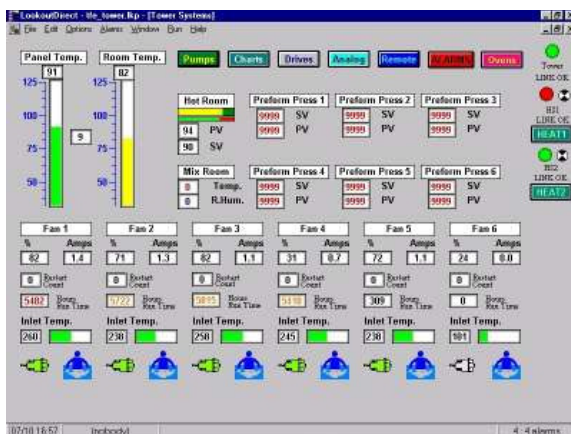 LookoutDirect - tfe_tower.lkp - [Tower Systems]
File Edit Options Alarms Window Run Help
Panel Temp. Room Temp. Pumps Charts Drives Analog Remote ALARMS Ovens
91 82
Tower
LINK OK
125 125
Hot Room Preform Press 1 Preform Press 2 Preform Press 3
HS1
LINK OK
100 100
9999 SV 9999 SV 9999 SV
94 PV 9999 PV 9999 PV 9999 PV
HEAT1
9
90 SV
75 75
HS2
LINK OK
Mix Room Preform Press 4 Preform Press 5 Preform Press 6
HEAT2
50 50
0 Temp. 9999 SV 9999 SV 9999 SV
0 R.Hum. 9999 PV 9999 PV 9999 PV
Fan 1 Fan 2 Fan 3 Fan 4 Fan 5 Fan 6
% Amps % Amps % Amps % Amps % Amps % Amps
82 1.4 71 1.3 82 1.1 31 0.7 72 1.1 24 0.0
0 Restart Count 0 Restart Count 0 Restart Count 0 Restart Count 0 Restart Count 0 Restart Count
5482 Hours Run Time 5722 Hours Run Time 5815 Hours Run Time 5118 Hours Run Time 309 Hours Run Time 0 Hours Run Time
Inlet Temp. Inlet Temp. Inlet Temp. Inlet Temp. Inlet Temp. Inlet Temp.
260 230 250 245 230 101
07/10 16:57 [nobody] 4: 4 alarms